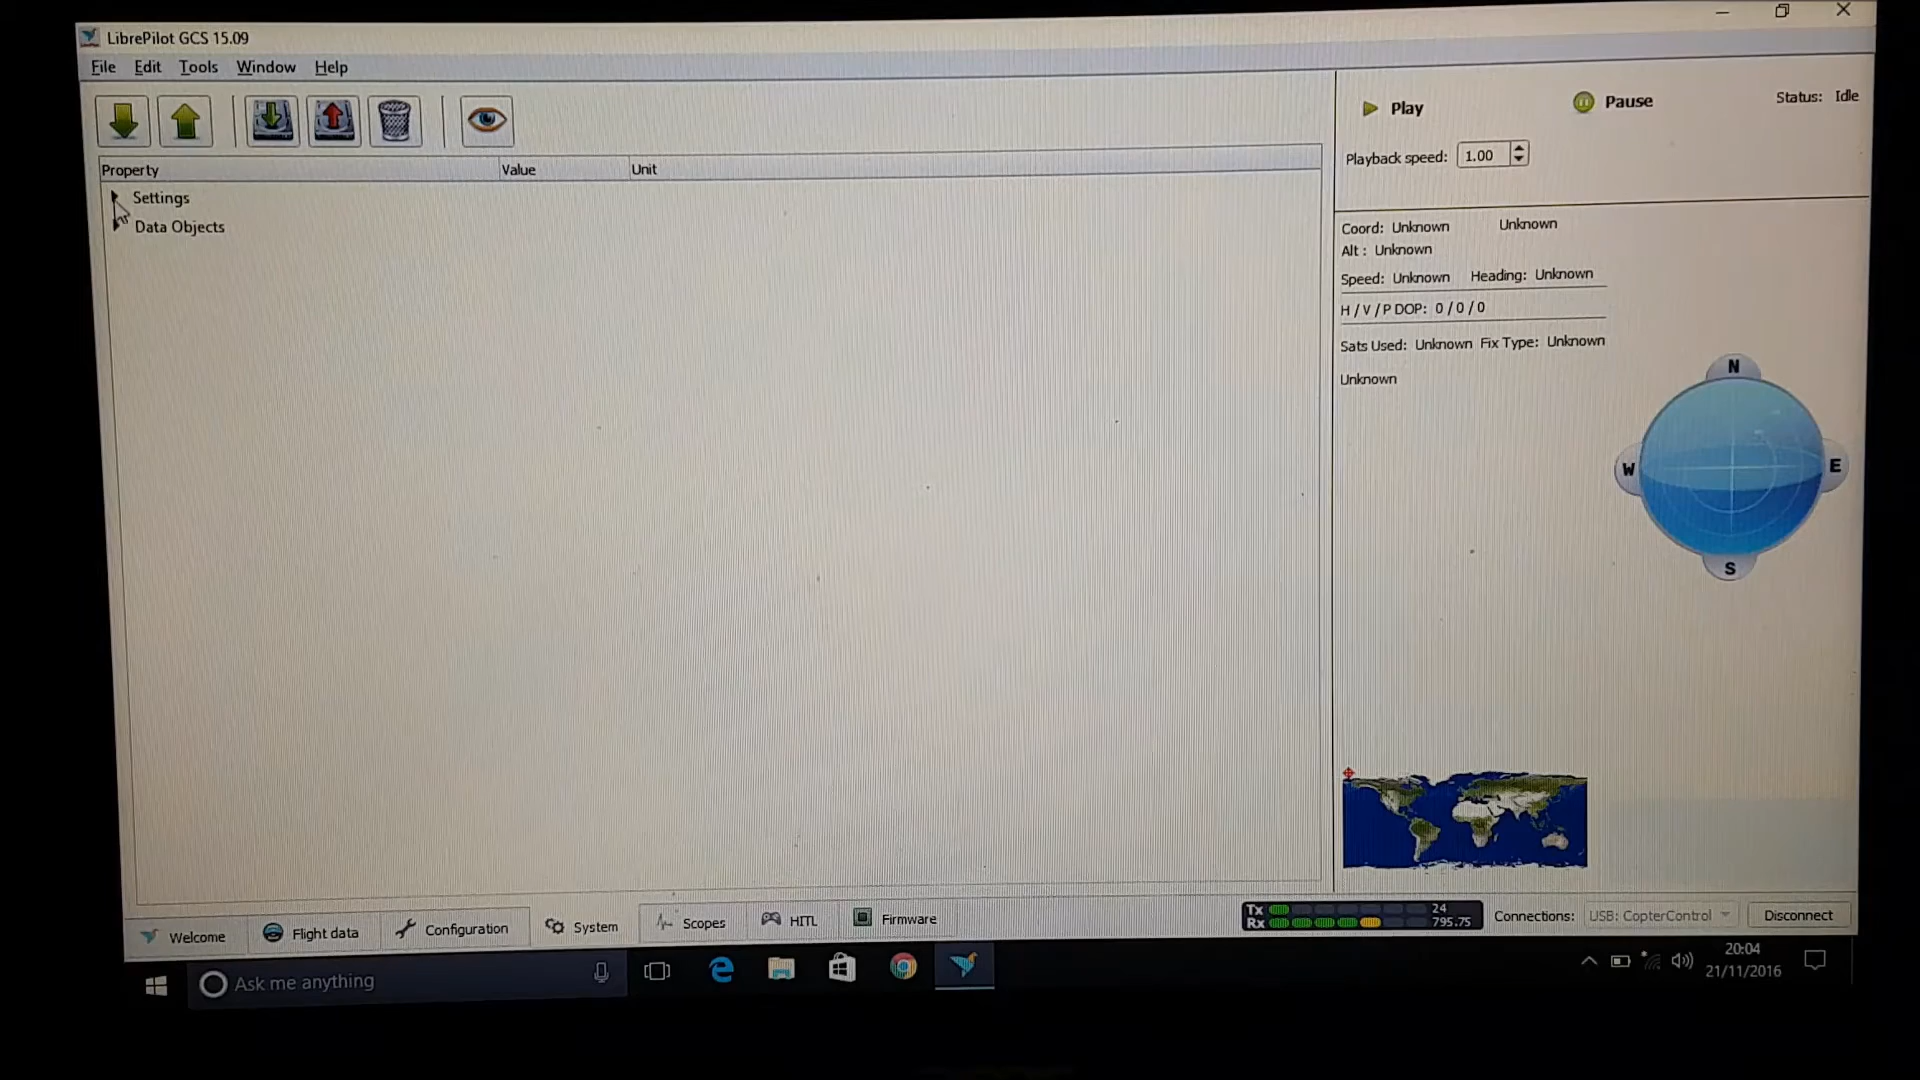 LibrePilot GCS 15.09
File Edit Tools Window Help
Play Pause Status: Idle
Playback speed: 1.00
Property Value Unit
Settings
Data Objects
Coord: Unknown Unknown
Alt : Unknown
Speed: Unknown Heading: Unknown
H / V / P DOP: 0 / 0 / 0
Sats Used: Unknown Fix Type: Unknown
Unknown
N
W E
S
Welcome Flight data Configuration System Scopes HITL Firmware
Tx 24
Rx 795.75
Connections: USB: CopterControl Disconnect
Ask me anything
20:04
21/11/2016